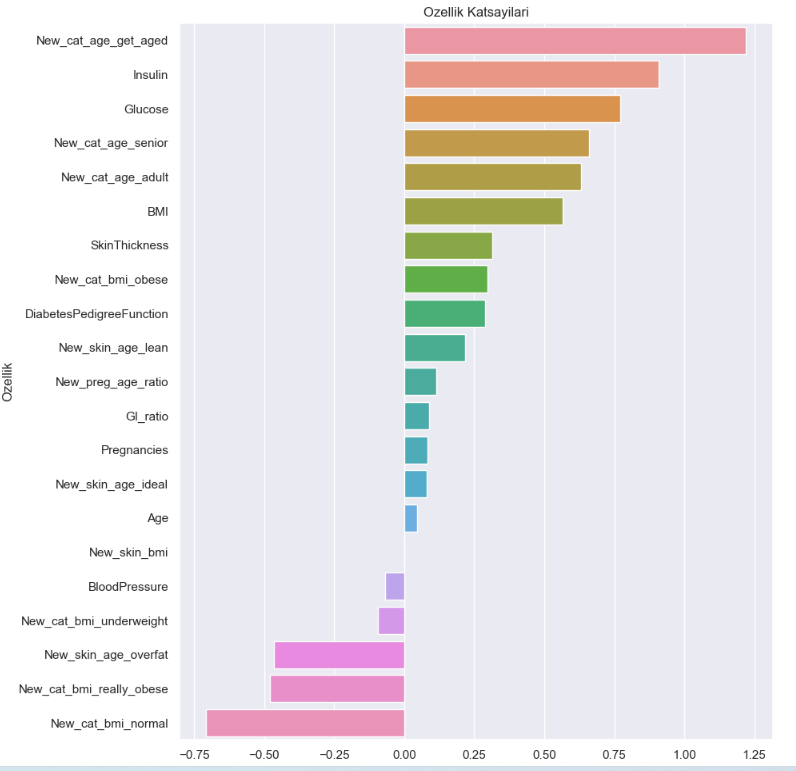 Ozellik Katsayilari
Ozellik
New_cat_age_get_aged
Insulin
Glucose
New_cat_age_senior
New_cat_age_adult
BMI
SkinThickness
New_cat_bmi_obese
DiabetesPedigreeFunction
New_skin_age_lean
New_preg_age_ratio
GI_ratio
Pregnancies
New_skin_age_ideal
Age
New_skin_bmi
BloodPressure
New_cat_bmi_underweight
New_skin_age_overfat
New_cat_bmi_really_obese
New_cat_bmi_normal
−0.75 −0.50 −0.25 0.00 0.25 0.50 0.75 1.00 1.25